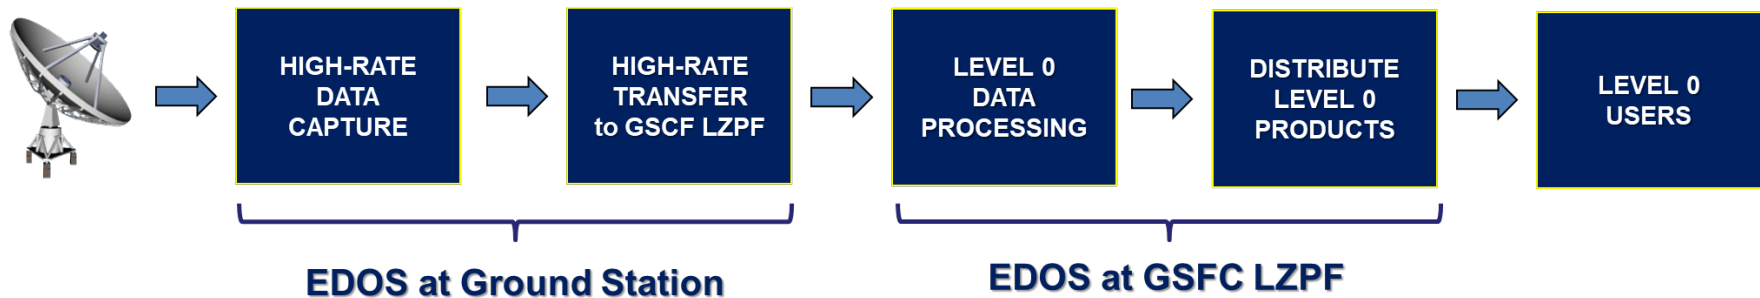 HIGH-RATE
DATA
CAPTURE
HIGH-RATE
TRANSFER
to GSCF LZPF
LEVEL 0
DATA
PROCESSING
DISTRIBUTE
LEVEL 0
PRODUCTS
LEVEL 0
USERS
EDOS at Ground Station
EDOS at GSFC LZPF